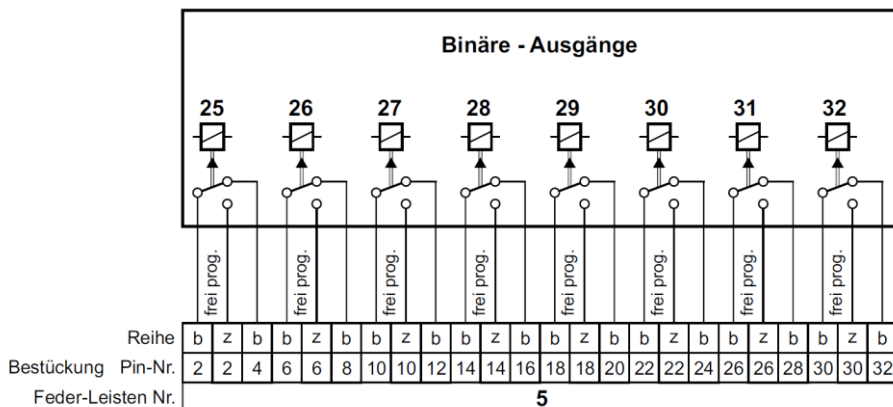 Binäre - Ausgänge
25 26 27 28 29 30 31 32
frei prog. frei prog. frei prog. frei prog. frei prog. frei prog. frei prog. frei prog.
Reihe b z b b z b b z b b z b b z b b z b b z b b z b
Bestückung Pin-Nr. 2 2 4 6 6 8 10 10 12 14 14 16 18 18 20 22 22 24 26 26 28 30 30 32
Feder-Leisten Nr. 5